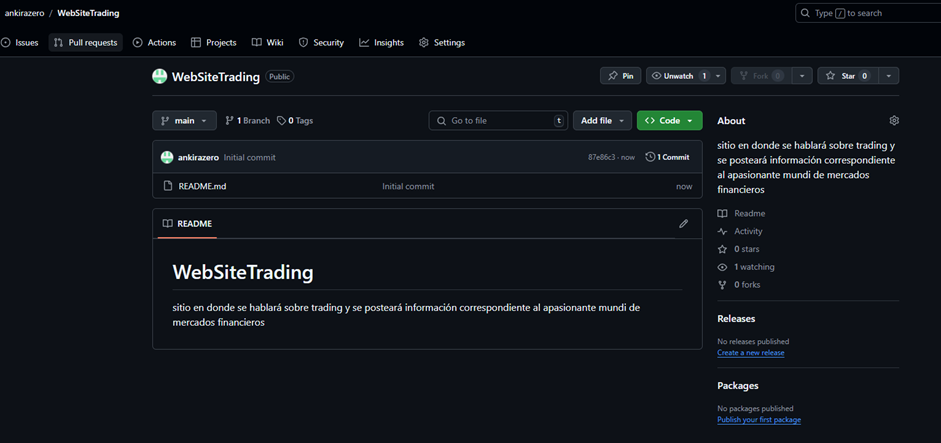 ankirazero / WebSiteTrading
Type / to search
Issues Pull requests Actions Projects Wiki Security Insights Settings
WebSiteTrading Public
Pin Unwatch 1 Fork 0 Star 0
main 1 Branch 0 Tags Go to file t Add file Code
ankirazero Initial commit 87e86c3 · now 1 Commit
README.md Initial commit now
README
WebSiteTrading
sitio en donde se hablará sobre trading y se posteará información correspondiente al apasionante mundi de
mercados financieros
About
sitio en donde se hablará sobre trading y
se posteará información correspondiente
al apasionante mundi de mercados
financieros
Readme
Activity
0 stars
1 watching
0 forks
Releases
No releases published
Create a new release
Packages
No packages published
Publish your first package